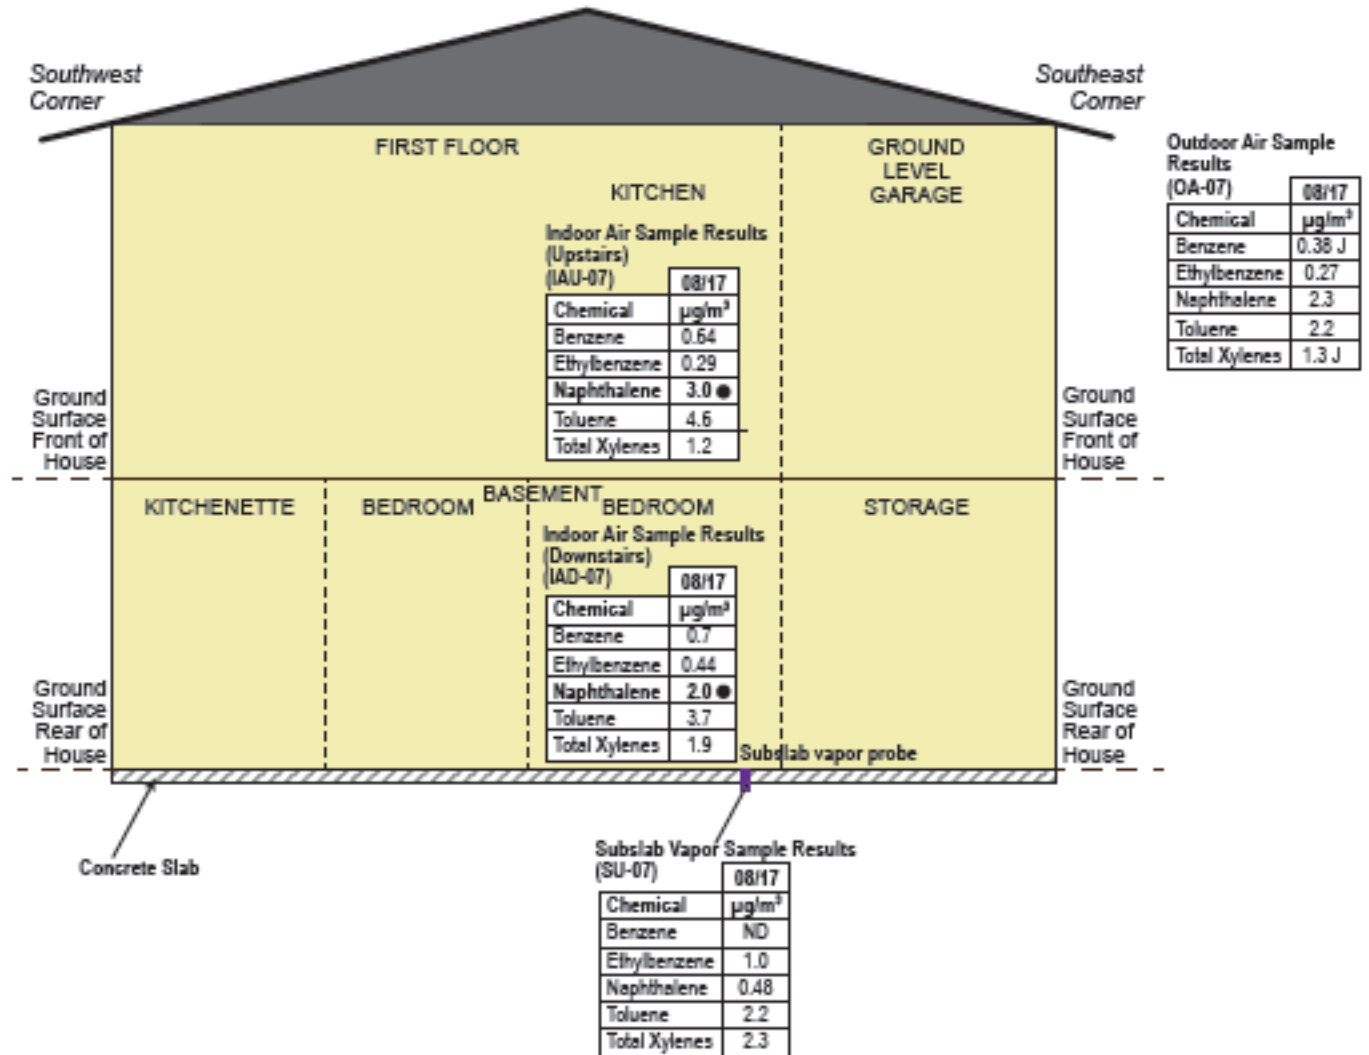 Southwest
Corner
Southeast
Corner
FIRST FLOOR
GROUND
LEVEL
GARAGE
KITCHEN
Indoor Air Sample Results
(Upstairs)
(IAU-07) 08/17
Chemical µg/m³
Benzene 0.64
Ethylbenzene 0.29
Naphthalene 3.0 ●
Toluene 4.6
Total Xylenes 1.2
Outdoor Air Sample
Results
(OA-07) 08/17
Chemical µg/m³
Benzene 0.38 J
Ethylbenzene 0.27
Naphthalene 2.3
Toluene 2.2
Total Xylenes 1.3 J
Ground
Surface
Front of
House
Ground
Surface
Front of
House
BASEMENT
KITCHENETTE
BEDROOM
BEDROOM
STORAGE
Indoor Air Sample Results
(Downstairs)
(IAD-07) 08/17
Chemical µg/m³
Benzene 0.7
Ethylbenzene 0.44
Naphthalene 2.0 ●
Toluene 3.7
Total Xylenes 1.9
Ground
Surface
Rear of
House
Ground
Surface
Rear of
House
Subslab vapor probe
Concrete Slab
Subslab Vapor Sample Results
(SU-07) 08/17
Chemical µg/m³
Benzene ND
Ethylbenzene 1.0
Naphthalene 0.48
Toluene 2.2
Total Xylenes 2.3